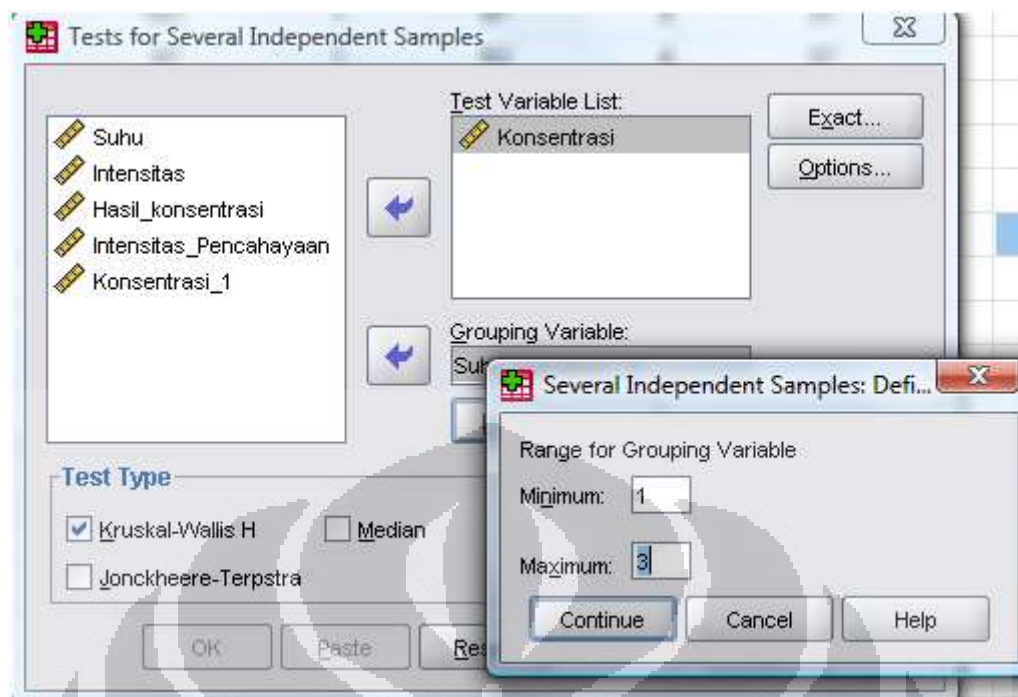 Tests for Several Independent Samples
Suhu
Intensitas
Hasil_konsentrasi
Intensitas_Pencahayaan
Konsentrasi_1
Test Variable List:
Konsentrasi
Exact...
Options...
Grouping Variable:
Test Type
Kruskal-Wallis H
Median
Jonckheere-Terpstra
OK
Paste
Several Independent Samples: Defi...
Range for Grouping Variable
Minimum: 1
Maximum: 3
Continue
Cancel
Help